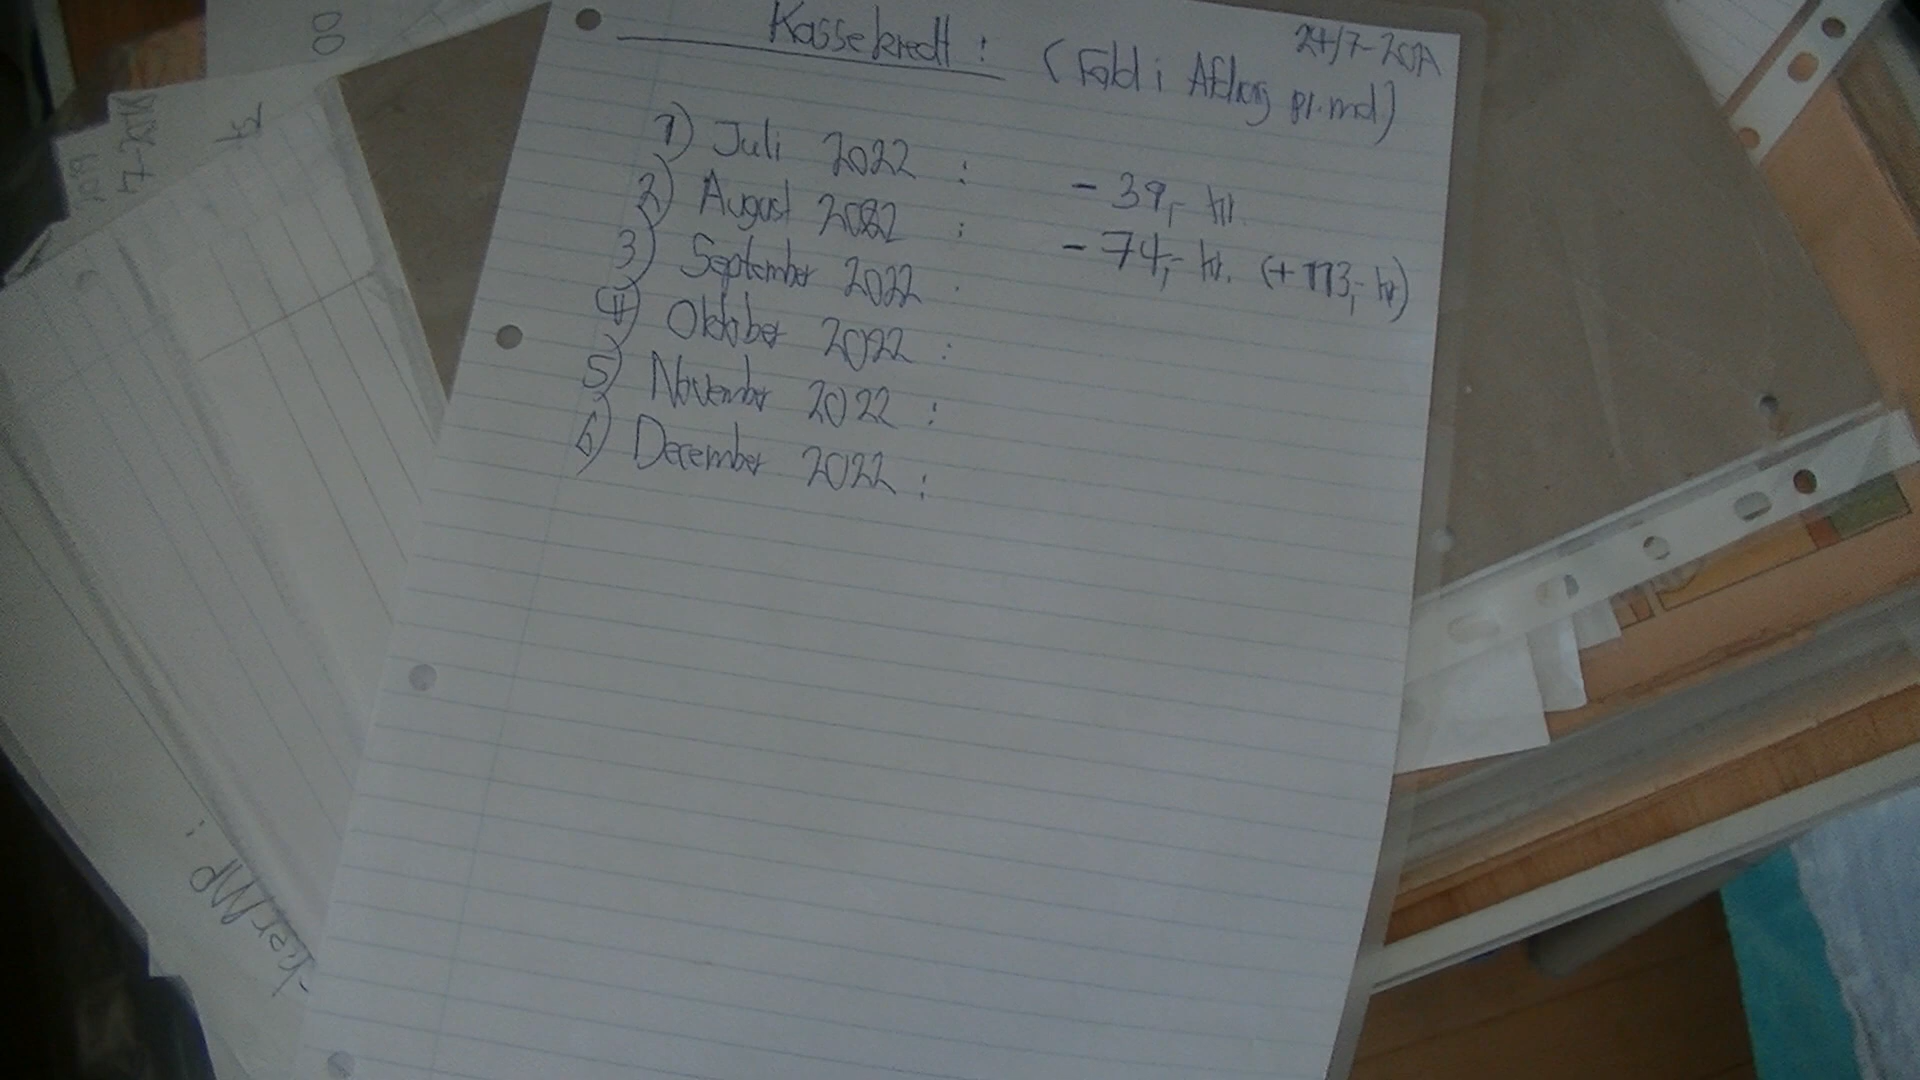 24/7-2022
Kassekredit : (Fald i Afdrag pr. md)
1) Juli 2022 : - 39,- kr.
2) August 2022 : - 74,- kr. (+ 113,- kr)
3) September 2022 .
4) Oktober 2022 :
5) November 2022 :
6) December 2022 :